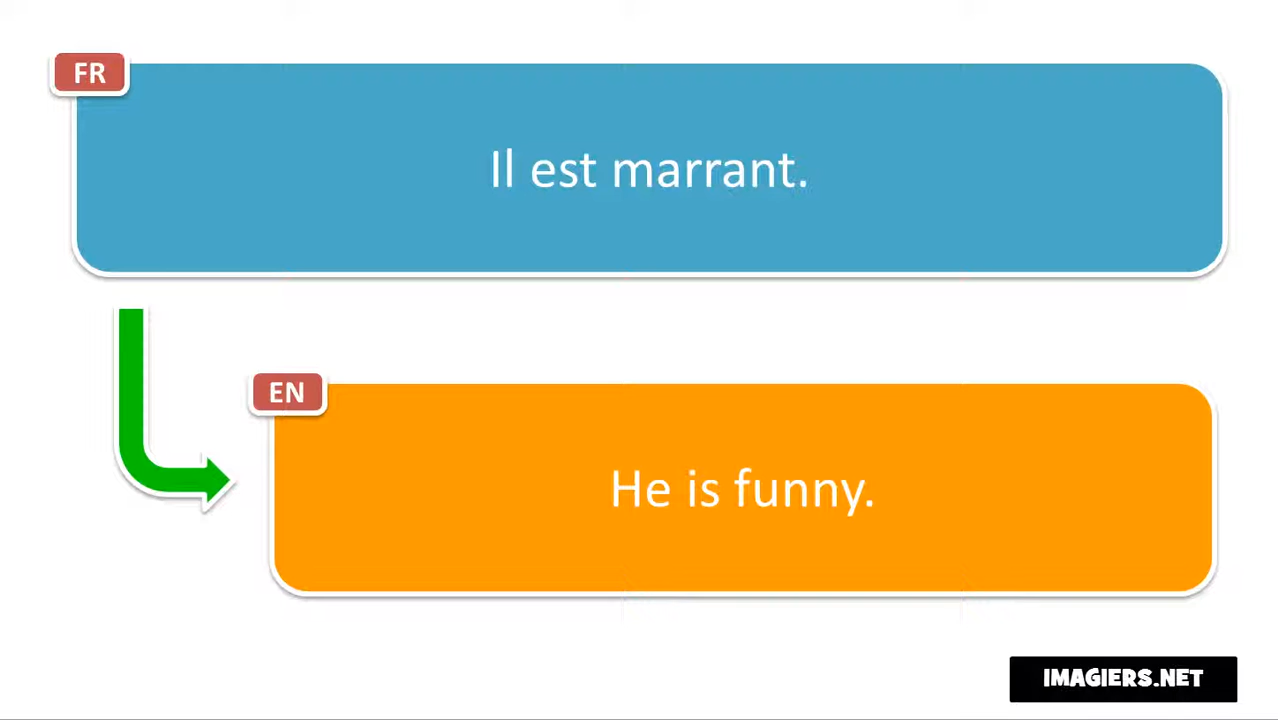 FR
Il est marrant.
EN
He is funny.
IMAGIERS.NET